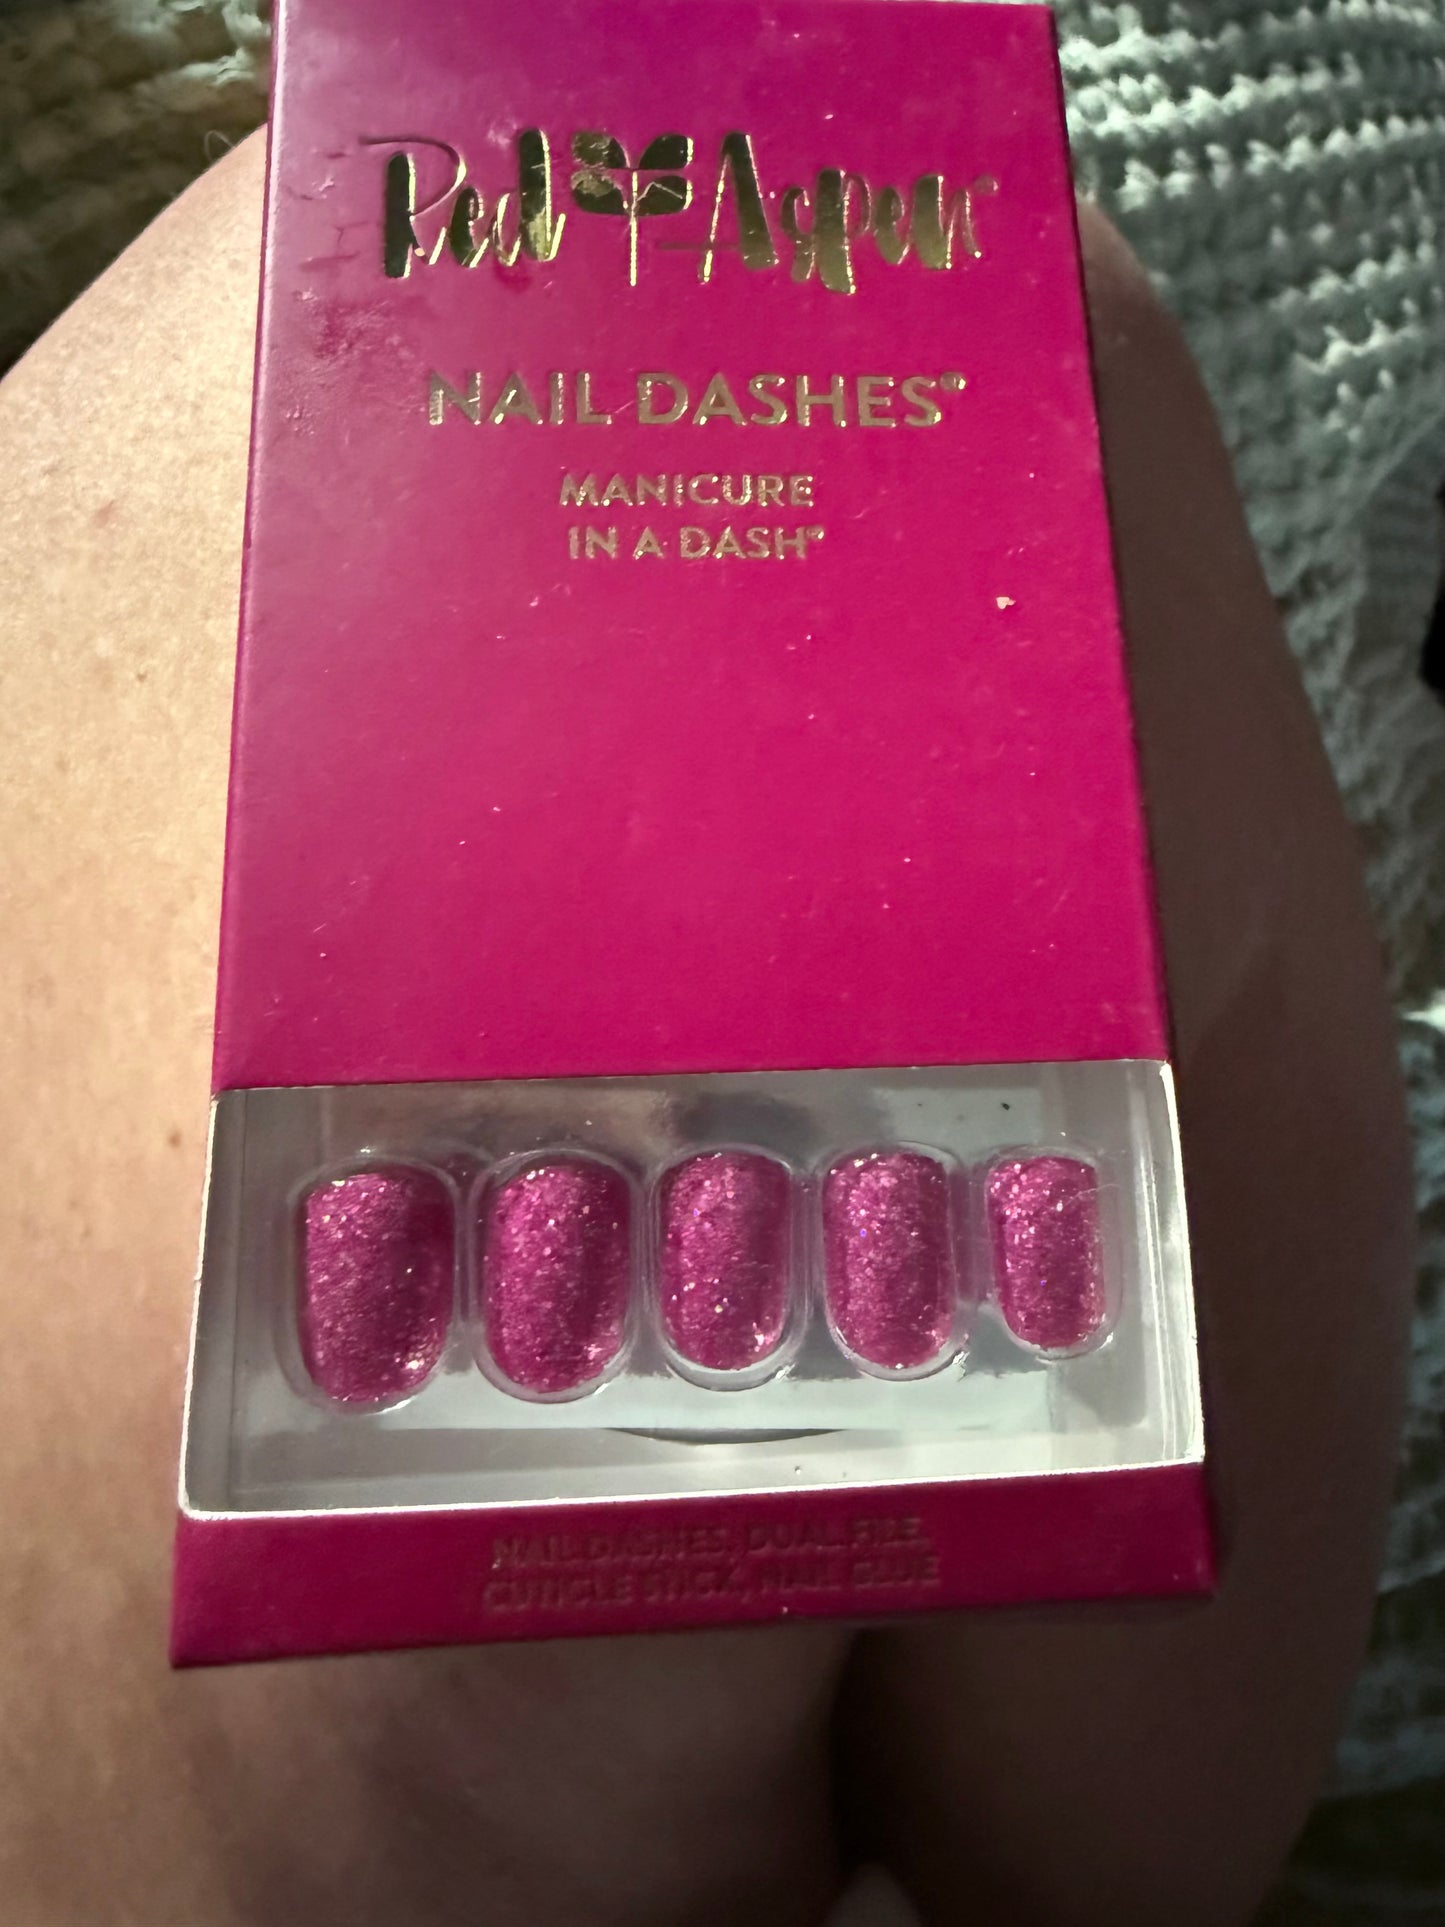 Red Aspen®
NAIL DASHES®
MANICURE
IN A DASH®
NAIL DASHES, DUAL FILE,
CUTICLE STICK, NAIL GLUE